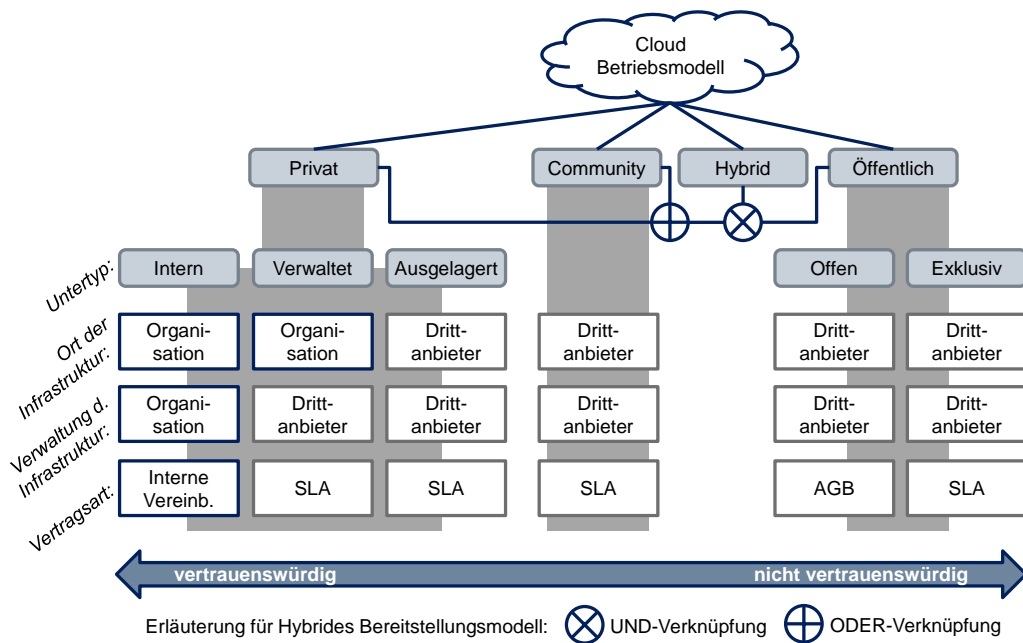 Cloud
Betriebsmodell
Privat
Community
Hybrid
Öffentlich
Untertyp:
Intern
Verwaltet
Ausgelagert
Offen
Exklusiv
Ort der
Infrastruktur:
Organi-
sation
Organi-
sation
Dritt-
anbieter
Dritt-
anbieter
Dritt-
anbieter
Dritt-
anbieter
Verwaltung d.
Infrastruktur:
Organi-
sation
Dritt-
anbieter
Dritt-
anbieter
Dritt-
anbieter
Dritt-
anbieter
Dritt-
anbieter
Vertragsart:
Interne
Vereinb.
SLA
SLA
SLA
AGB
SLA
vertrauenswürdig
nicht vertrauenswürdig
Erläuterung für Hybrides Bereitstellungsmodell:
UND-Verknüpfung
ODER-Verknüpfung